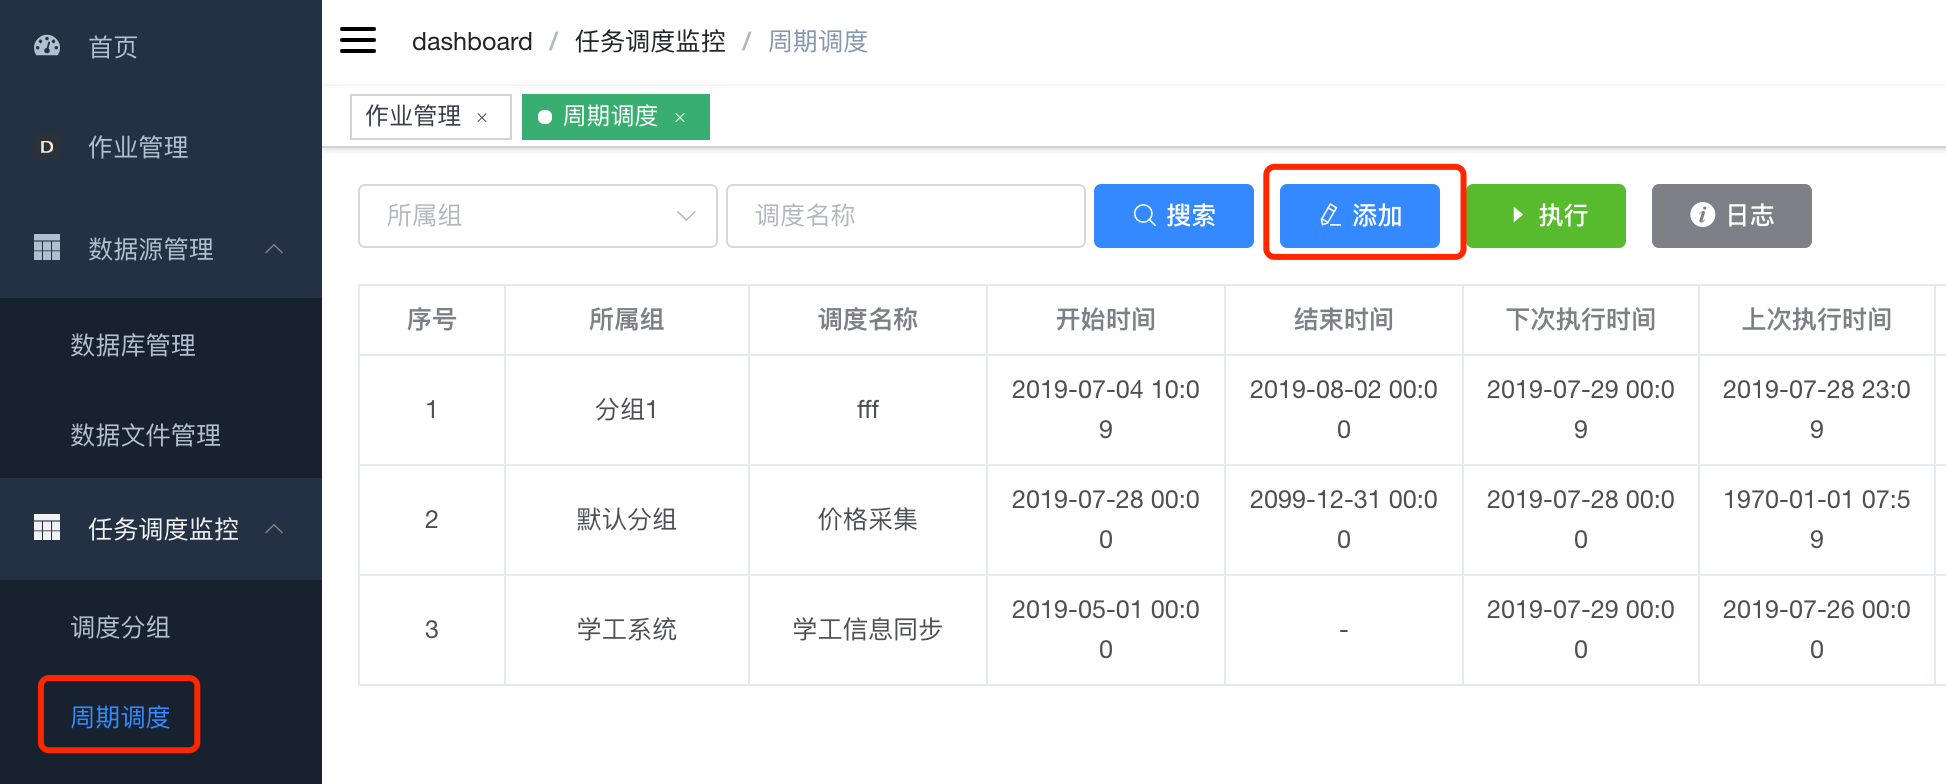 首页
D 作业管理
数据源管理
数据库管理
数据文件管理
任务调度监控
调度分组
周期调度
dashboard / 任务调度监控 / 周期调度
作业管理 × 周期调度 ×
所属组 调度名称 搜索 添加 执行 日志
序号 所属组 调度名称 开始时间 结束时间 下次执行时间 上次执行时间
1 分组1 fff 2019-07-04 10:09 2019-08-02 00:00 2019-07-29 00:09 2019-07-28 23:09
2 默认分组 价格采集 2019-07-28 00:00 2099-12-31 00:00 2019-07-28 00:00 1970-01-01 07:59
3 学工系统 学工信息同步 2019-05-01 00:00 - 2019-07-29 00:00 2019-07-26 00:00